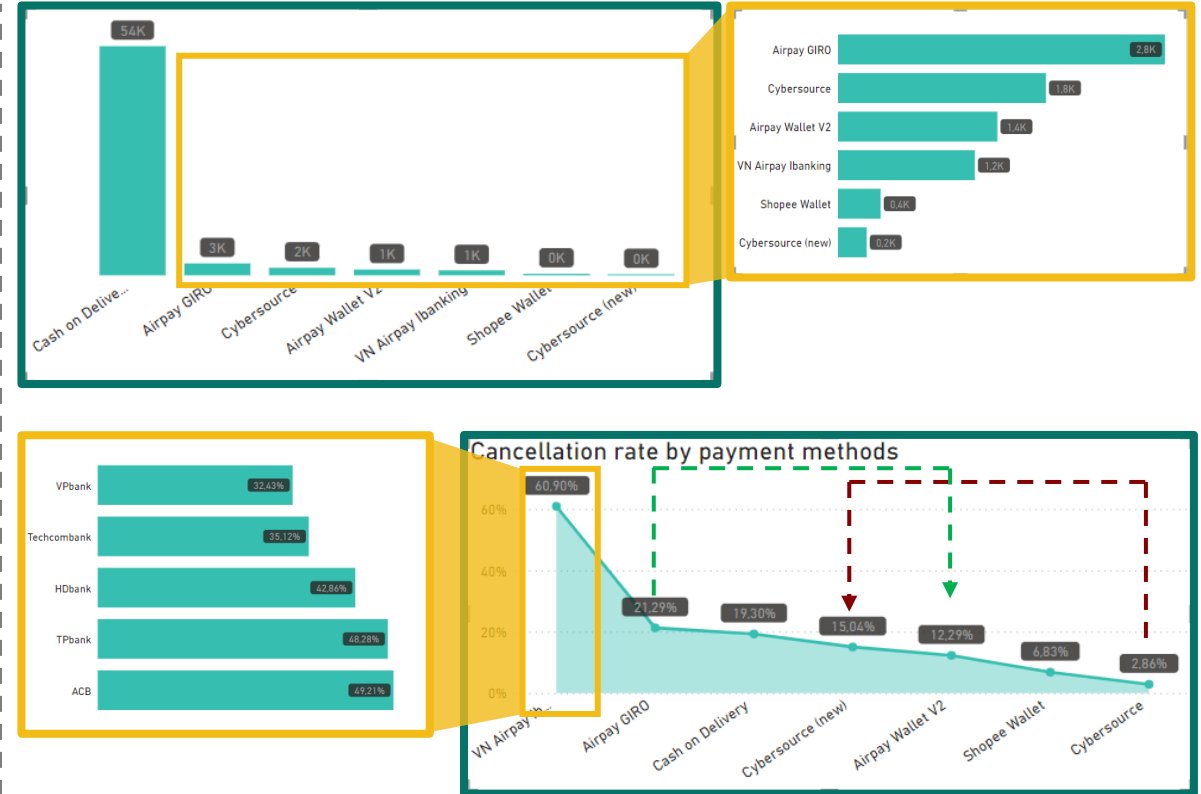 54K
3K
2K
1K
1K
0K
0K
Cash on Delive...
Airpay GIRO
Cybersource
Airpay Wallet V2
VN Airpay Ibanking
Shopee Wallet
Cybersource (new)
Airpay GIRO 2,8K
Cybersource 1,8K
Airpay Wallet V2 1,4K
VN Airpay Ibanking 1,2K
Shopee Wallet 0,4K
Cybersource (new) 0,2K
VPbank 32,43%
Techcombank 35,12%
HDbank 42,86%
TPbank 48,28%
ACB 49,21%
Cancellation rate by payment methods
60%
40%
20%
0%
60,90%
21,29%
19,30%
15,04%
12,29%
6,83%
2,86%
VN Airpay Ib...
Airpay GIRO
Cash on Delivery
Cybersource (new)
Airpay Wallet V2
Shopee Wallet
Cybersource